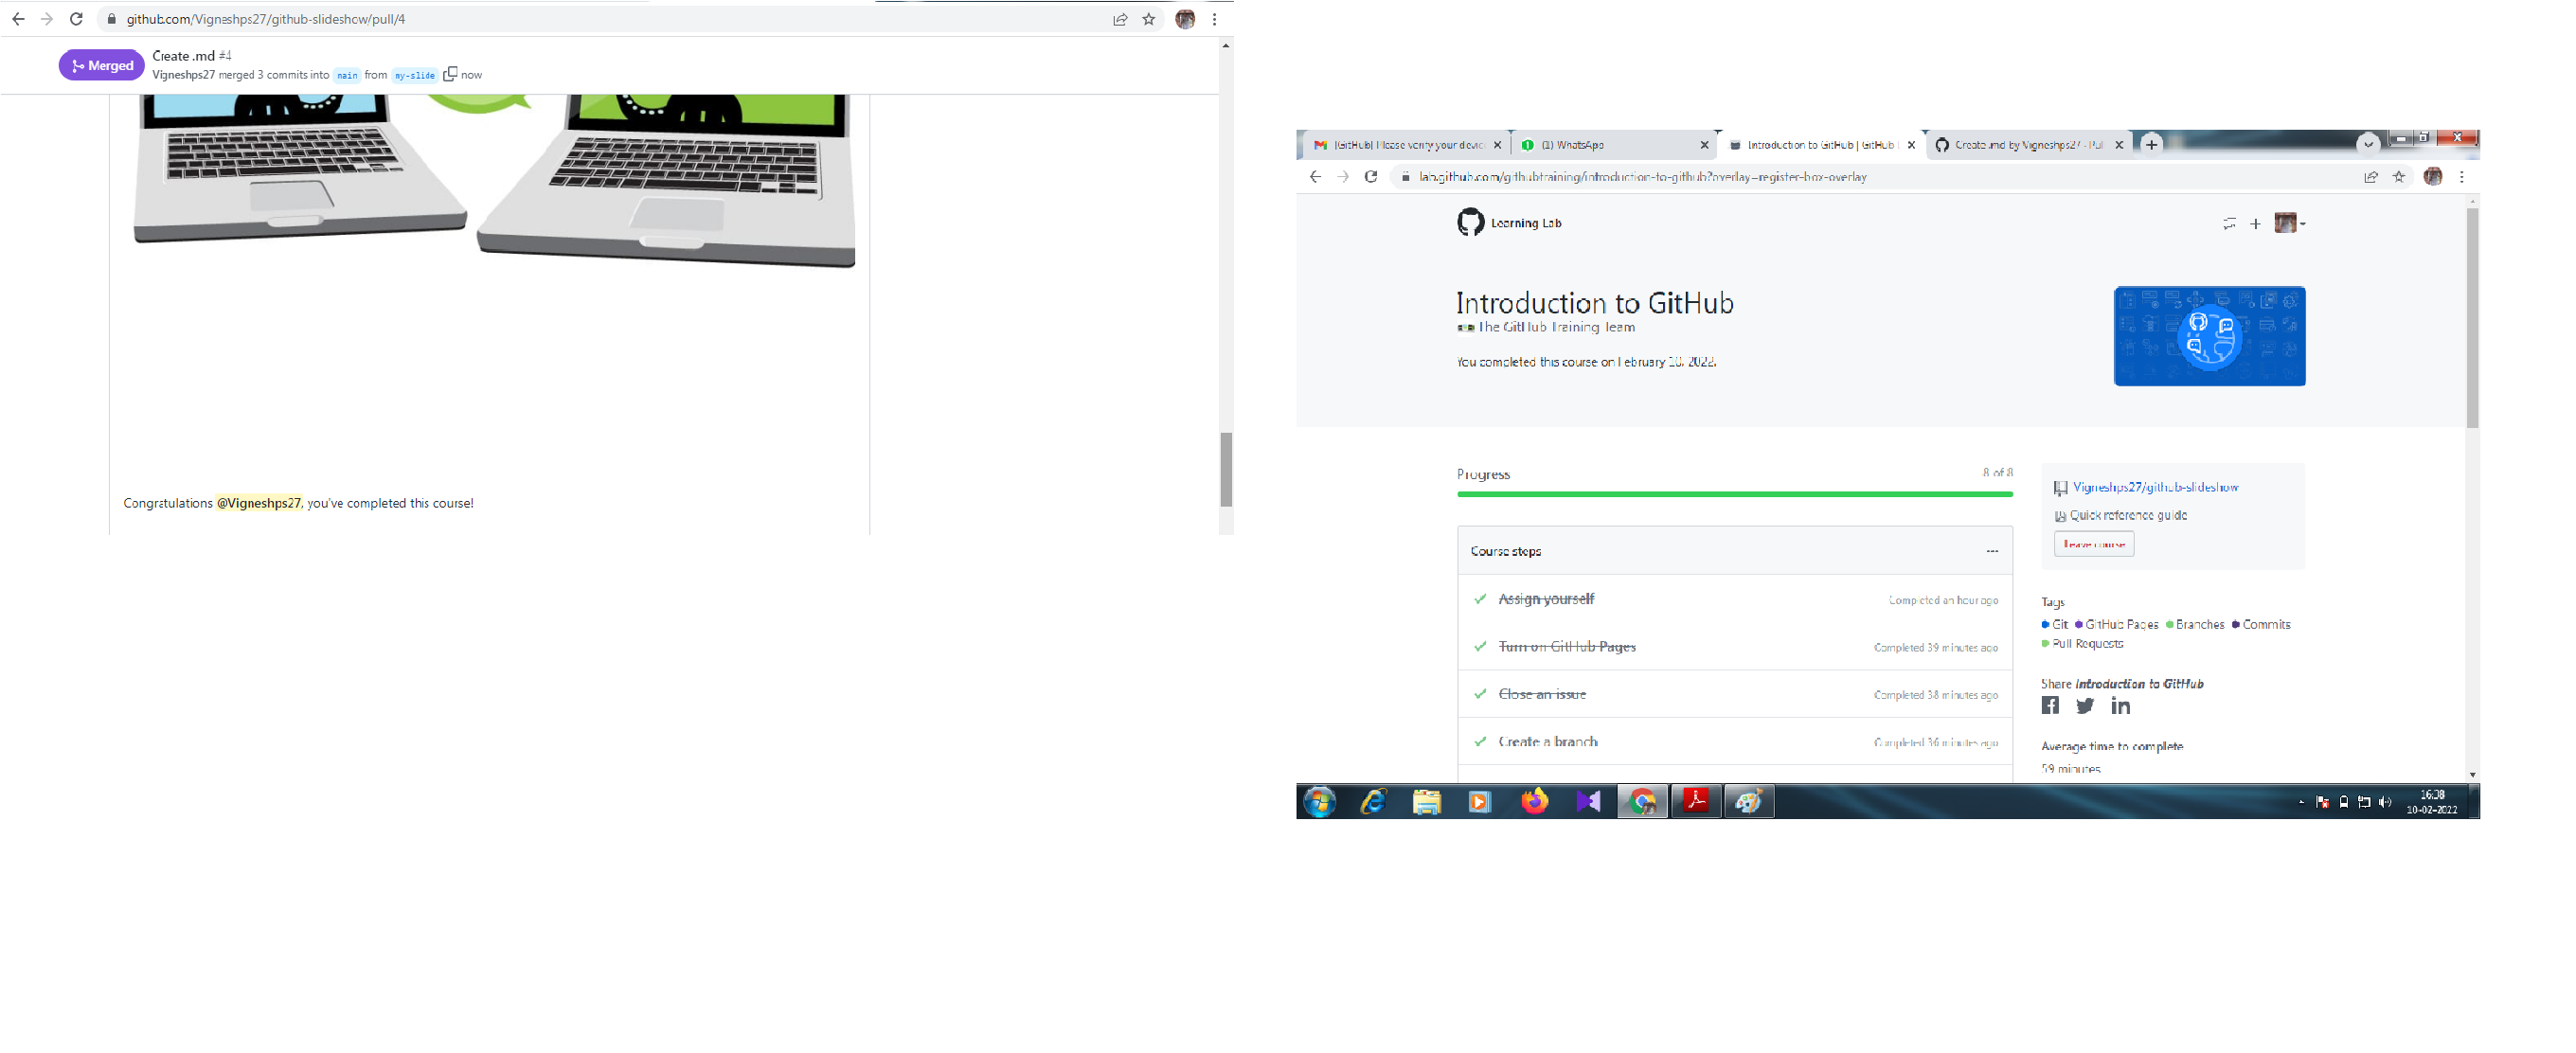 github.com/Vigneshps27/github-slideshow/pull/4
Merged
Create .md #4
Vigneshps27 merged 3 commits into main from my-slide now
Congratulations @Vigneshps27, you've completed this course!
[GitHub] Please verify your device
(1) WhatsApp
Introduction to GitHub | GitHub
Create .md by Vigneshps27 · Pul
lab.github.com/githubtraining/introduction-to-github?overlay=register-box-overlay
Learning Lab
Introduction to GitHub
The GitHub Training Team
You completed this course on February 10, 2022.
Progress
8 of 8
Course steps
Assign yourself
Completed an hour ago
Turn on GitHub Pages
Completed 39 minutes ago
Close an issue
Completed 38 minutes ago
Create a branch
Completed 36 minutes ago
Vigneshps27/github-slideshow
Quick reference guide
Leave course
Tags
Git GitHub Pages Branches Commits
Pull Requests
Share Introduction to GitHub
Average time to complete
59 minutes
16:38
10-02-2022